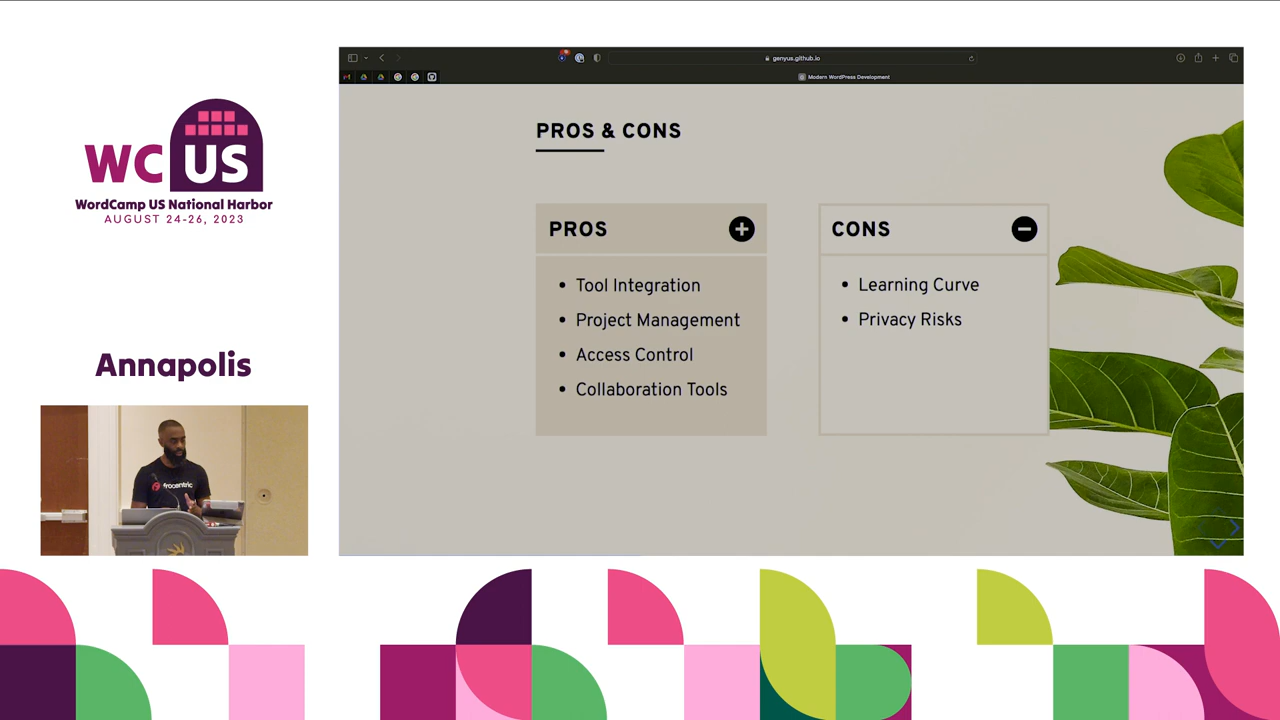 WC US
WordCamp US National Harbor
AUGUST 24-26, 2023
Annapolis
frocentric
genyus.github.io
Modern WordPress Development
PROS & CONS
PROS
Tool Integration
Project Management
Access Control
Collaboration Tools
CONS
Learning Curve
Privacy Risks